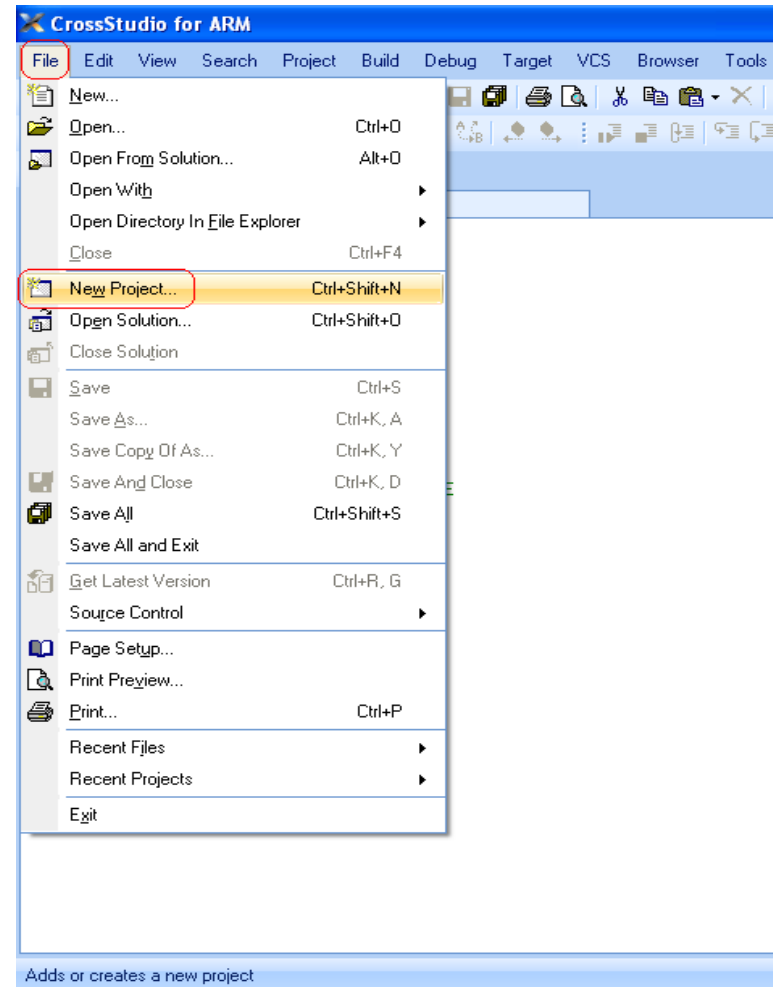 CrossStudio for ARM
File Edit View Search Project Build Debug Target VCS Browser Tools
New...
Open... Ctrl+O
Open From Solution... Alt+O
Open With
Open Directory In File Explorer
Close Ctrl+F4
New Project... Ctrl+Shift+N
Open Solution... Ctrl+Shift+O
Close Solution
Save Ctrl+S
Save As... Ctrl+K, A
Save Copy Of As... Ctrl+K, Y
Save And Close Ctrl+K, D
Save All Ctrl+Shift+S
Save All and Exit
Get Latest Version Ctrl+R, G
Source Control
Page Setup...
Print Preview...
Print... Ctrl+P
Recent Files
Recent Projects
Exit
Adds or creates a new project